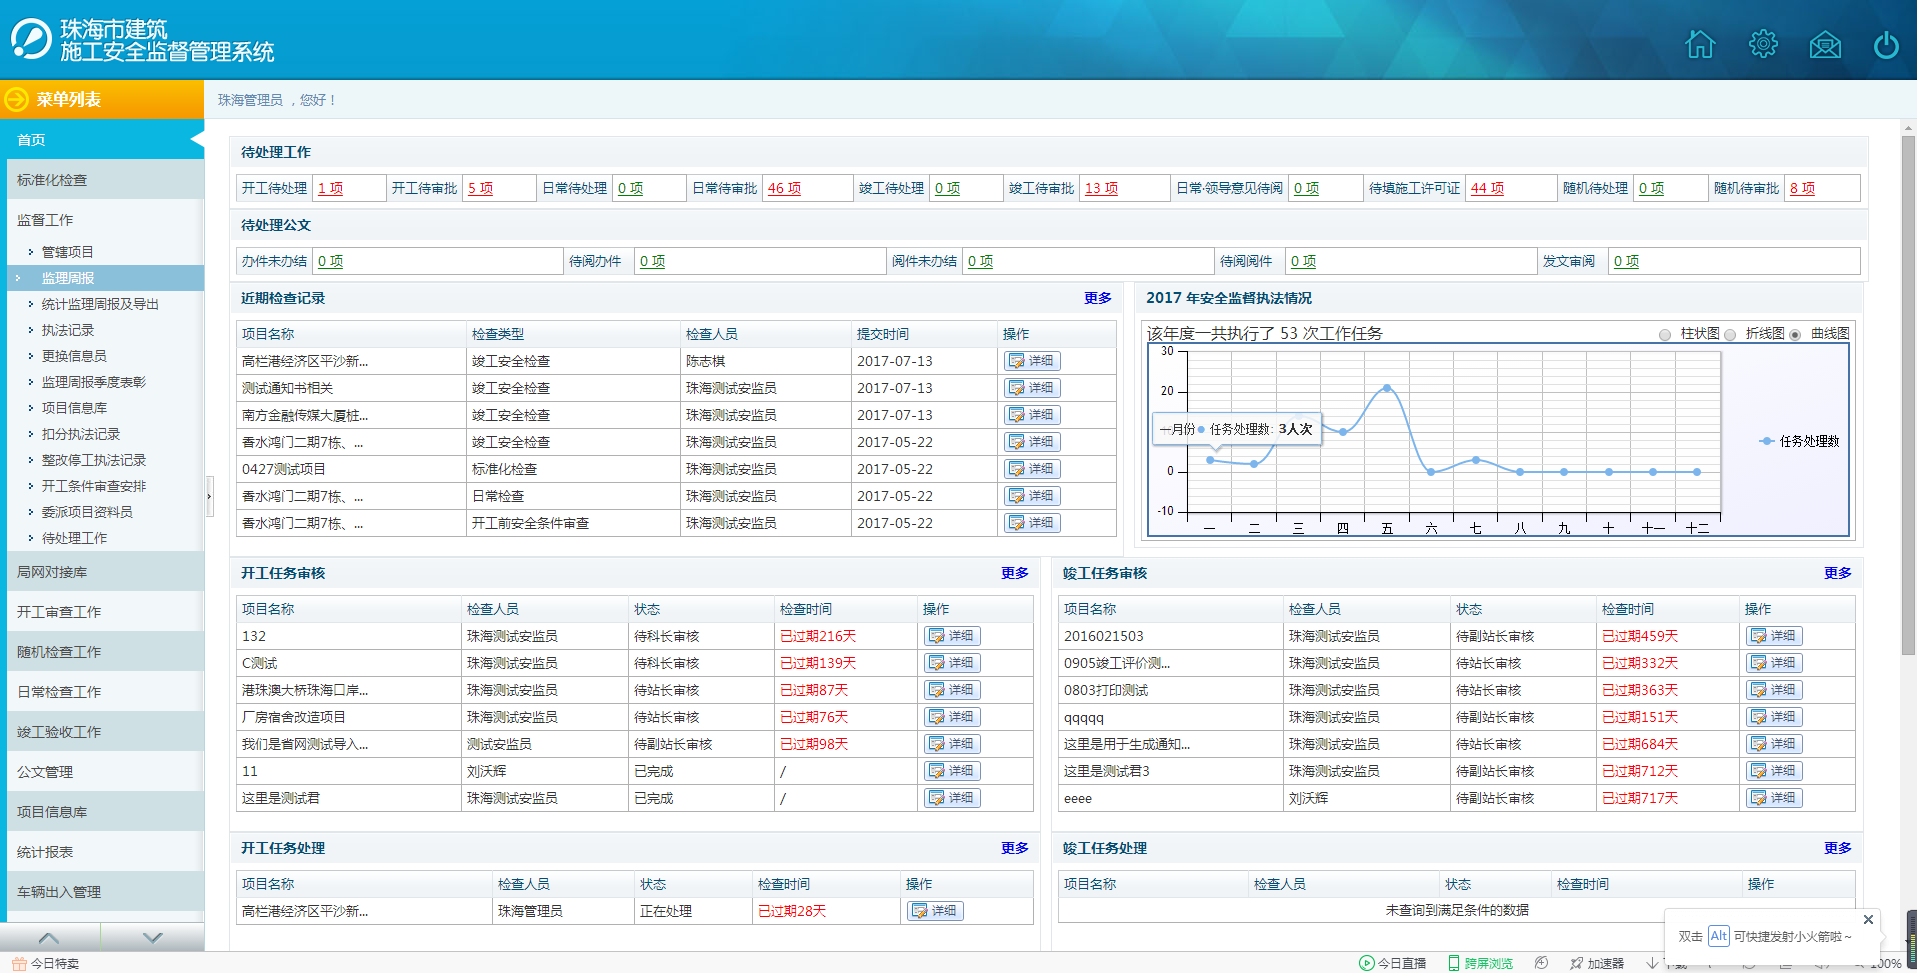 珠海市建筑
施工安全监督管理系统
菜单列表
珠海管理员 ，您好！
首页
标准化检查
监督工作
管辖项目
监理周报
统计监理周报及导出
执法记录
更换信息员
监理周报季度表彰
项目信息库
扣分执法记录
整改停工执法记录
开工条件审查安排
委派项目资料员
待处理工作
局网对接库
开工审查工作
随机检查工作
日常检查工作
竣工验收工作
公文管理
项目信息库
统计报表
车辆出入管理
待处理工作
开工待处理 1 项 开工待审批 5 项 日常待处理 0 项 日常待审批 46 项 竣工待处理 0 项 竣工待审批 13 项 日常·领导意见待阅 0 项 待填施工许可证 44 项 随机待处理 0 项 随机待审批 8 项
待处理公文
办件未办结 0 项 待阅办件 0 项 阅件未办结 0 项 待阅阅件 0 项 发文审阅 0 项
近期检查记录 更多
项目名称 检查类型 检查人员 提交时间 操作
高栏港经济区平沙新... 竣工安全检查 陈志棋 2017-07-13 详细
测试通知书相关 竣工安全检查 珠海测试安监员 2017-07-13 详细
南方金融传媒大厦桩... 竣工安全检查 珠海测试安监员 2017-07-13 详细
香水鸿门二期7栋、... 竣工安全检查 珠海测试安监员 2017-05-22 详细
0427测试项目 标准化检查 珠海测试安监员 2017-05-22 详细
香水鸿门二期7栋、... 日常检查 珠海测试安监员 2017-05-22 详细
香水鸿门二期7栋、... 开工前安全条件审查 珠海测试安监员 2017-05-22 详细
2017 年安全监督执法情况
该年度一共执行了 53 次工作任务 柱状图 折线图 曲线图
30
20
一月份 任务处理数: 3人次
任务处理数
0
-10
一 二 三 四 五 六 七 八 九 十 十一 十二
开工任务审核 更多
项目名称 检查人员 状态 检查时间 操作
132 珠海测试安监员 待科长审核 已过期216天 详细
C测试 珠海测试安监员 待科长审核 已过期139天 详细
港珠澳大桥珠海口岸... 珠海测试安监员 待站长审核 已过期87天 详细
厂房宿舍改造项目 珠海测试安监员 待站长审核 已过期76天 详细
我们是省网测试导入... 测试安监员 待副站长审核 已过期98天 详细
11 刘沃辉 已完成 / 详细
这里是测试君 珠海测试安监员 已完成 / 详细
竣工任务审核 更多
项目名称 检查人员 状态 检查时间 操作
2016021503 珠海测试安监员 待副站长审核 已过期459天 详细
0905竣工评价测... 珠海测试安监员 待站长审核 已过期332天 详细
0803打印测试 珠海测试安监员 待站长审核 已过期363天 详细
qqqqq 珠海测试安监员 待副站长审核 已过期151天 详细
这里是用于生成通知... 珠海测试安监员 待站长审核 已过期684天 详细
这里是测试君3 珠海测试安监员 待副站长审核 已过期712天 详细
eeee 刘沃辉 待副站长审核 已过期717天 详细
开工任务处理 更多
项目名称 检查人员 状态 检查时间 操作
高栏港经济区平沙新... 珠海管理员 正在处理 已过期28天 详细
竣工任务处理 更多
项目名称 检查人员 状态 检查时间 操作
未查询到满足条件的数据
双击 Alt 可快捷发射小火箭啦~
今日特卖 今日直播 跨屏浏览 加速器 100%